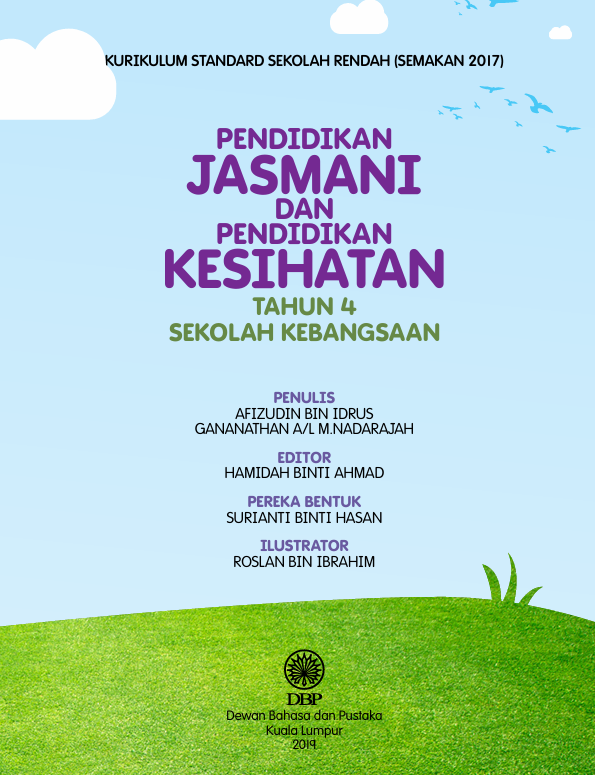 KURIKULUM STANDARD SEKOLAH RENDAH (SEMAKAN 2017)
PENDIDIKAN
JASMANI
DAN
PENDIDIKAN
KESIHATAN
TAHUN 4
SEKOLAH KEBANGSAAN
PENULIS
AFIZUDIN BIN IDRUS
GANANATHAN A/L M.NADARAJAH
EDITOR
HAMIDAH BINTI AHMAD
PEREKA BENTUK
SURIANTI BINTI HASAN
ILUSTRATOR
ROSLAN BIN IBRAHIM
DBP
Dewan Bahasa dan Pustaka
Kuala Lumpur
2019